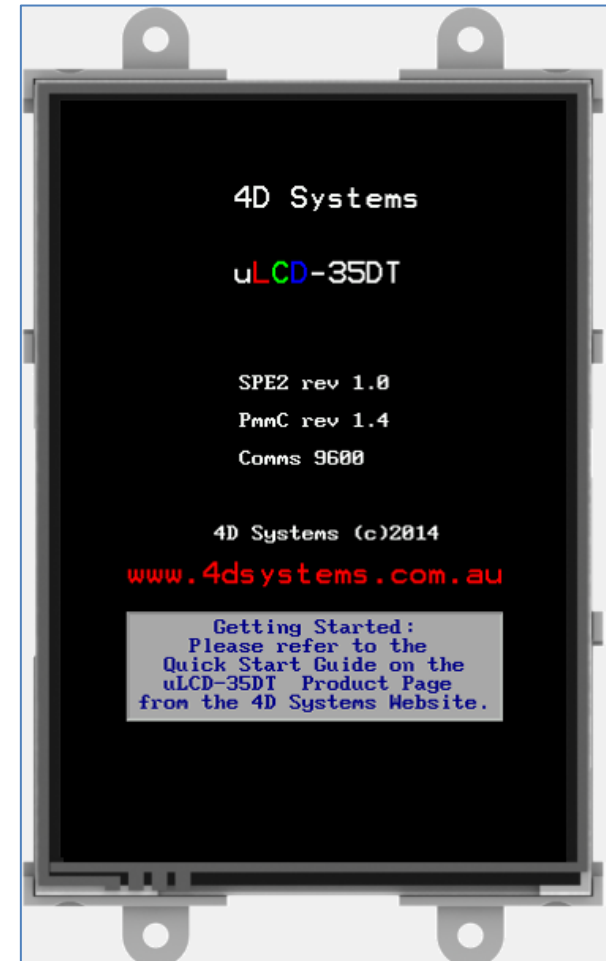 4D Systems
uLCD-35DT
SPE2 rev 1.0
PmmC rev 1.4
Comms 9600
4D Systems (c)2014
www.4dsystems.com.au
Getting Started:
Please refer to the
Quick Start Guide on the
uLCD-35DT Product Page
from the 4D Systems Website.